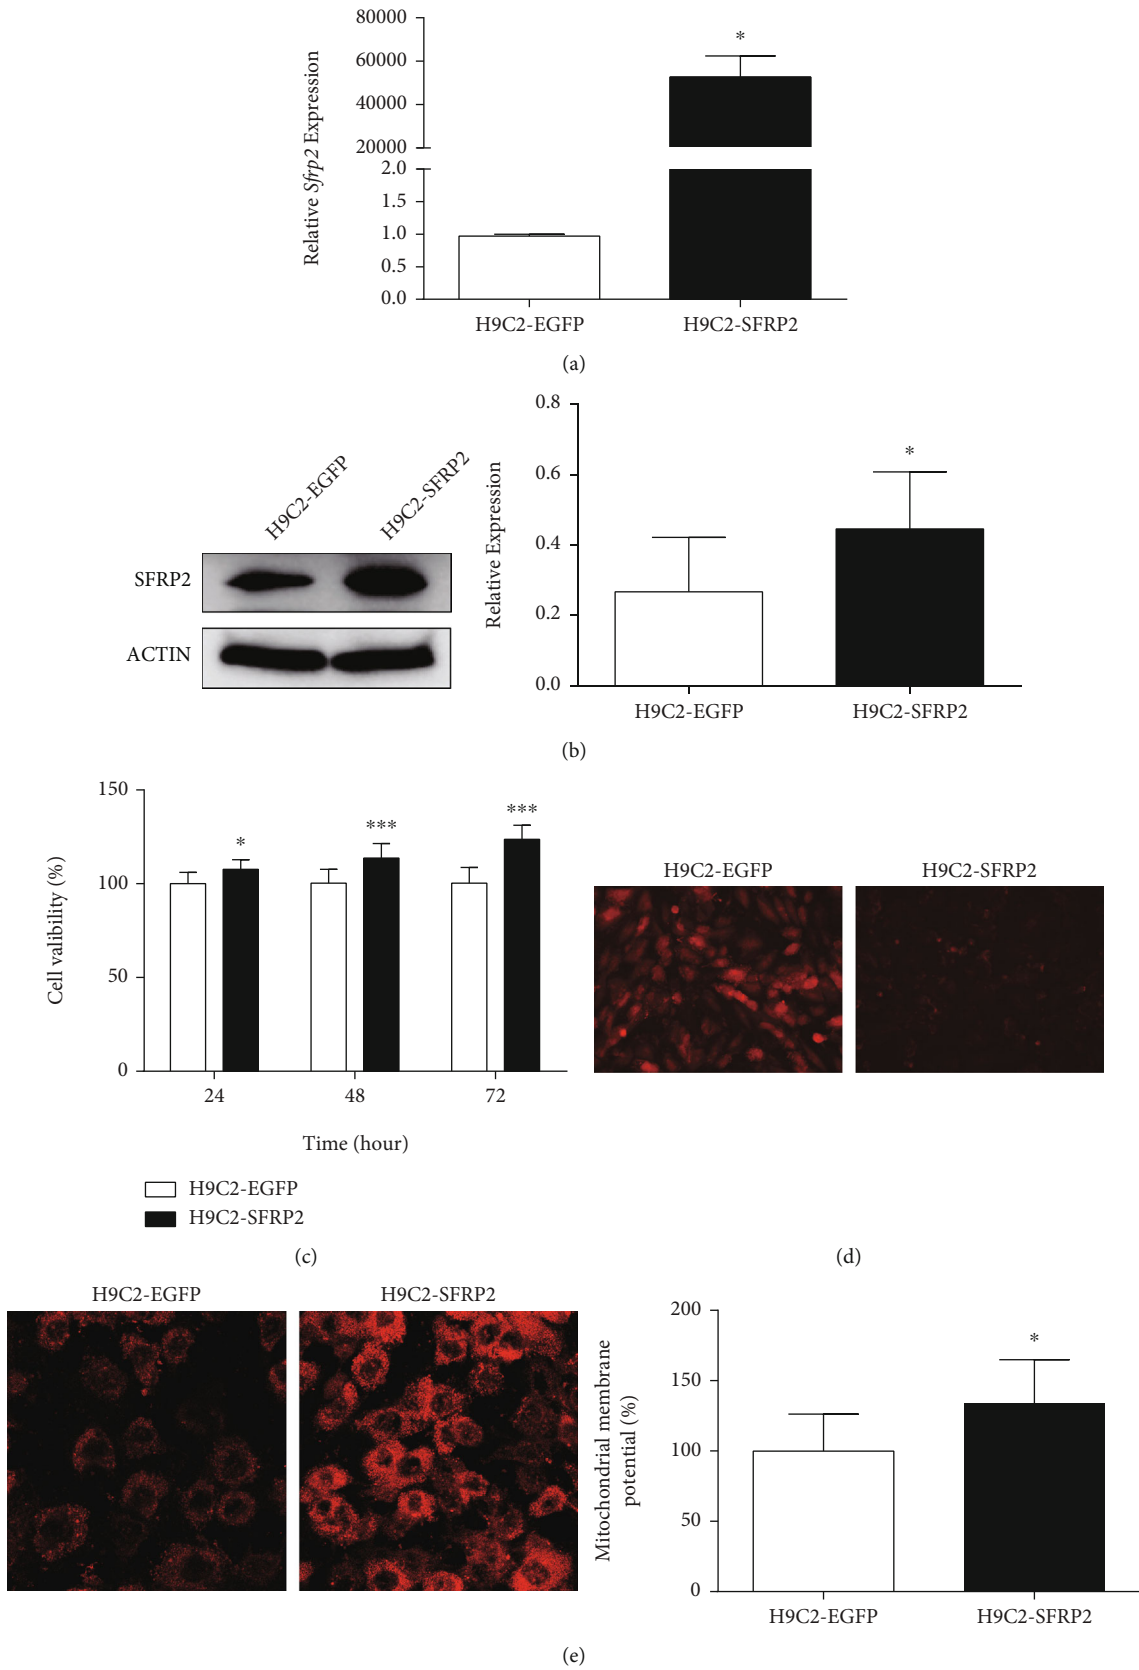 80000
60000
40000
20000
2.0
1.5
1.0
0.5
0.0
Relative Sfrp2 Expression
*
H9C2-EGFP
H9C2-SFRP2
(a)
H9C2-EGFP
H9C2-SFRP2
SFRP2
ACTIN
0.8
0.6
0.4
0.2
0.0
Relative Expression
*
H9C2-EGFP
H9C2-SFRP2
(b)
150
100
50
0
Cell valibility (%)
*
***
***
24
48
72
Time (hour)
H9C2-EGFP
H9C2-SFRP2
(c)
H9C2-EGFP
H9C2-SFRP2
(d)
H9C2-EGFP
H9C2-SFRP2
200
150
100
50
0
Mitochondrial membrane
potential (%)
*
H9C2-EGFP
H9C2-SFRP2
(e)